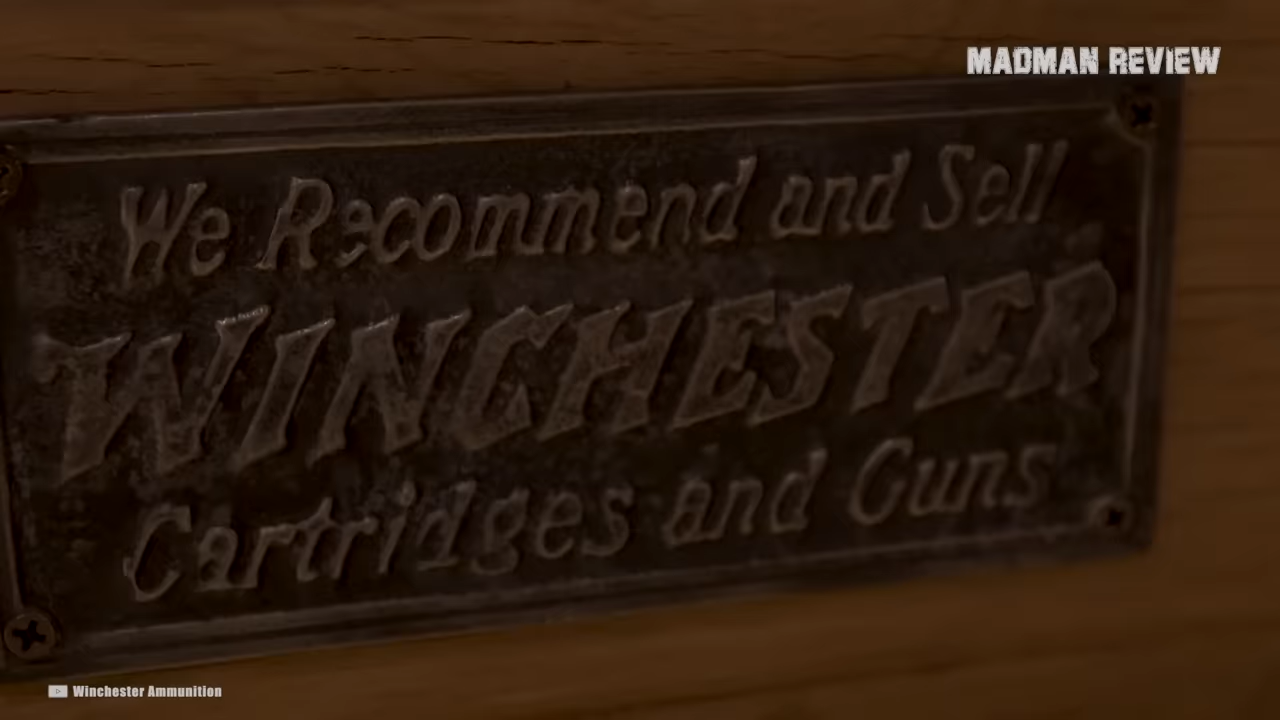 MADMAN REVIEW
We Recommend and Sell
WINCHESTER
Cartridges and Guns
Winchester Ammunition